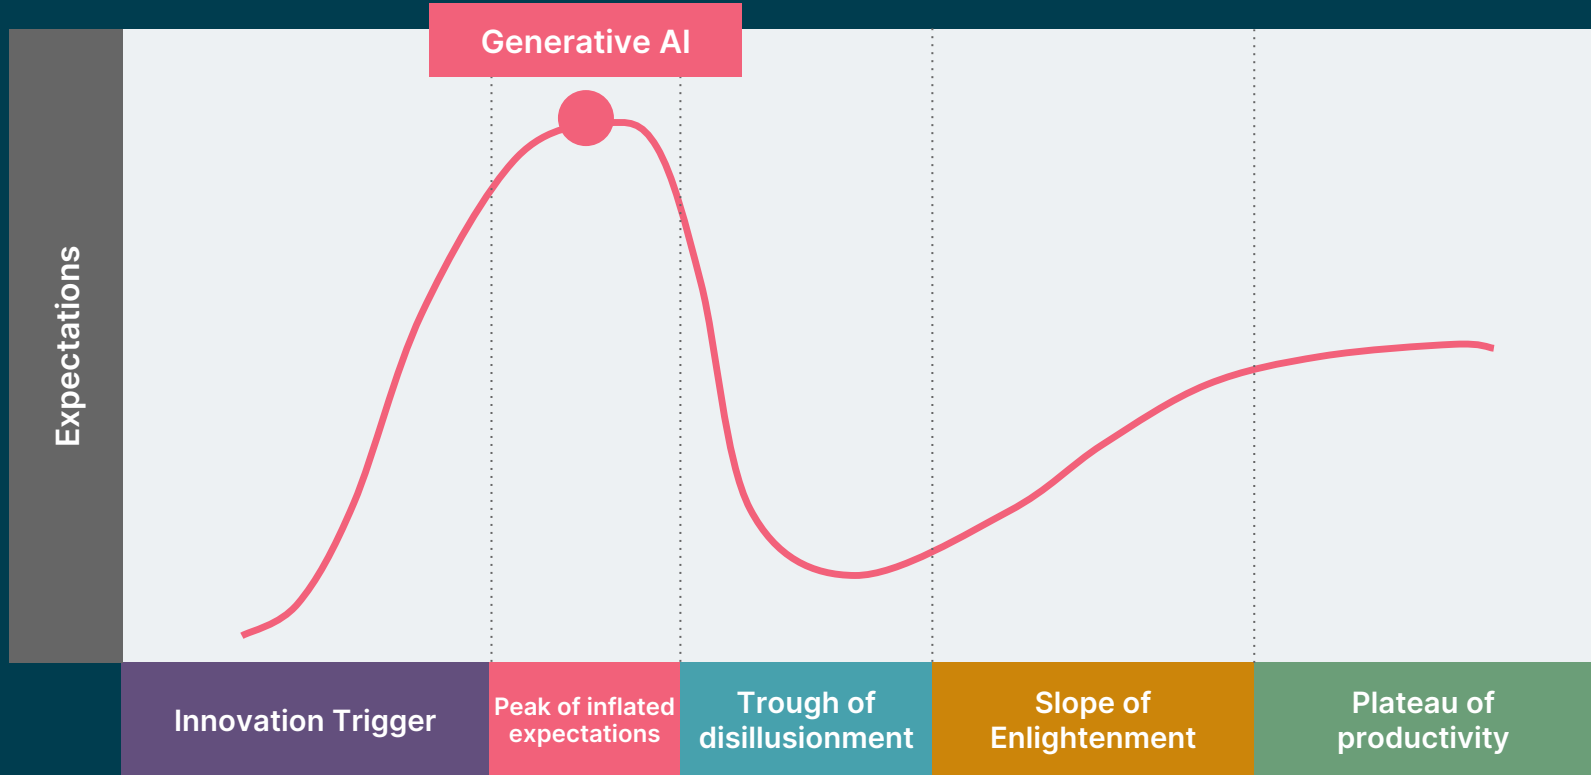 Generative AI
Expectations
Innovation Trigger
Peak of inflated
expectations
Trough of
disillusionment
Slope of
Enlightenment
Plateau of
productivity